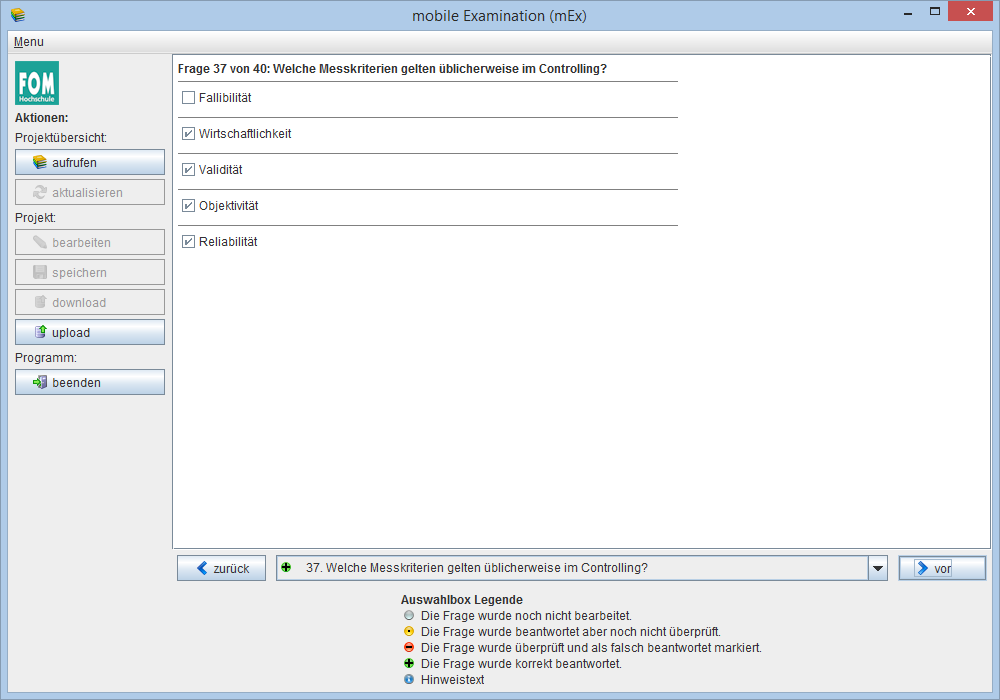 mobile Examination (mEx)
Menu
FOM
Hochschule
Aktionen:
Projektübersicht:
aufrufen
aktualisieren
Projekt:
bearbeiten
speichern
download
upload
Programm:
beenden
Frage 37 von 40: Welche Messkriterien gelten üblicherweise im Controlling?
Fallibilität
Wirtschaftlichkeit
Validität
Objektivität
Reliabilität
zurück
37. Welche Messkriterien gelten üblicherweise im Controlling?
vor
Auswahlbox Legende
Die Frage wurde noch nicht bearbeitet.
Die Frage wurde beantwortet aber noch nicht überprüft.
Die Frage wurde überprüft und als falsch beantwortet markiert.
Die Frage wurde korrekt beantwortet.
Hinweistext